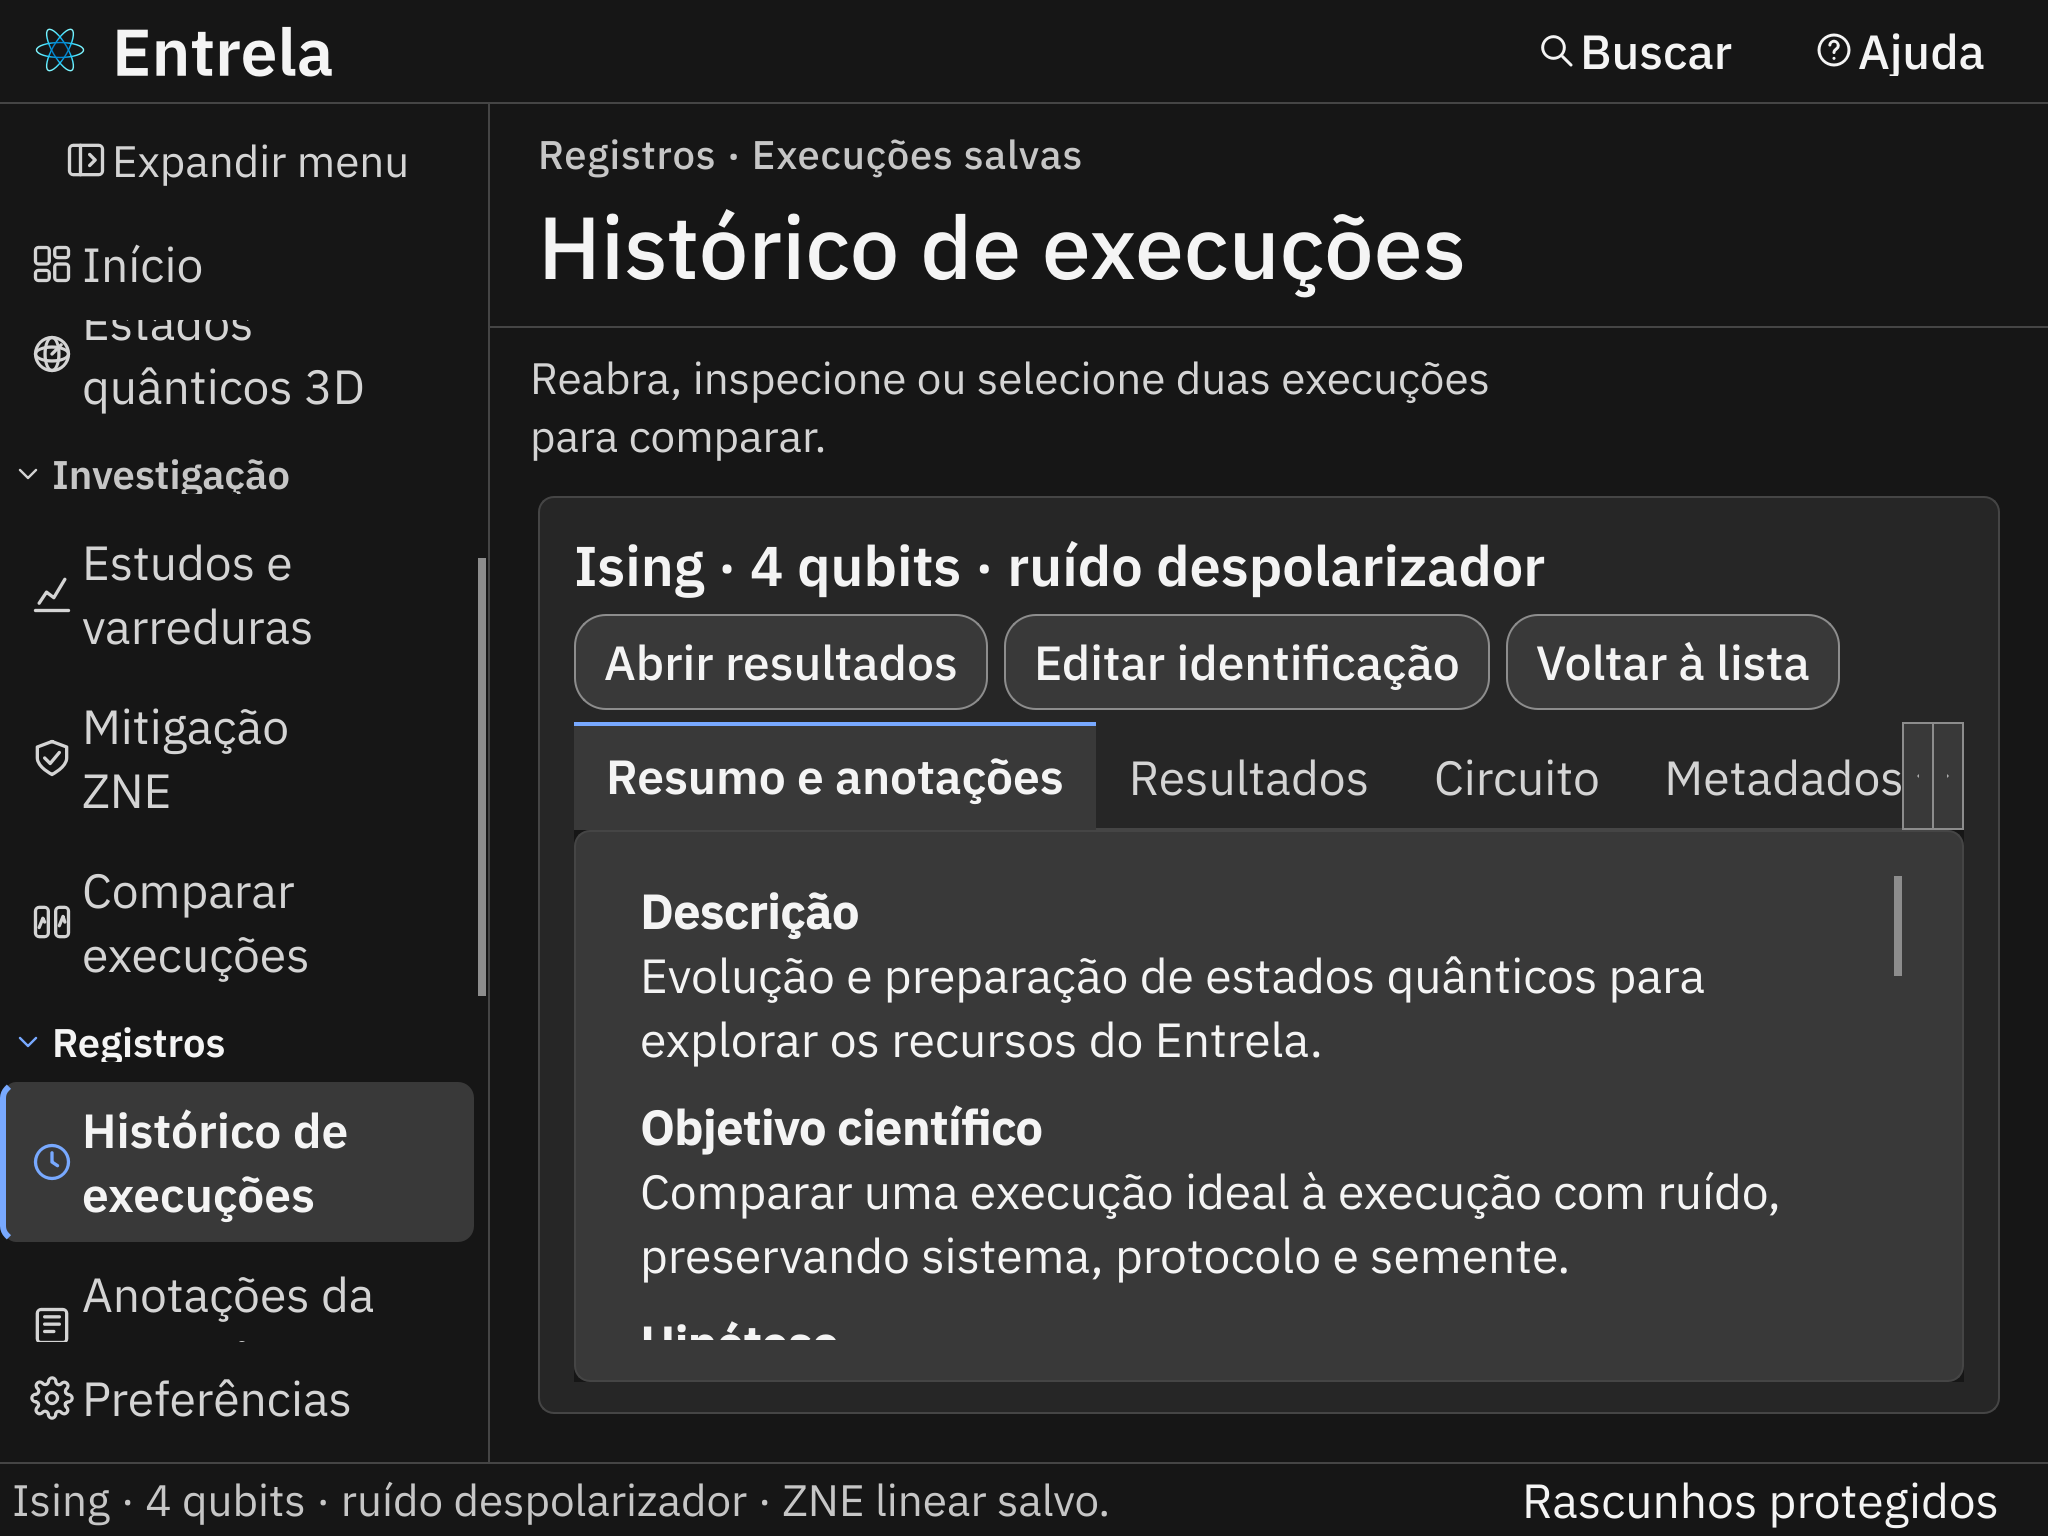 Entrela
Buscar
Ajuda
Expandir menu
Início
Estados
quânticos 3D
Investigação
Estudos e
varreduras
Mitigação
ZNE
Comparar
execuções
Registros
Histórico de
execuções
Anotações da
Preferências
Registros · Execuções salvas
Histórico de execuções
Reabra, inspecione ou selecione duas execuções
para comparar.
Ising · 4 qubits · ruído despolarizador
Abrir resultados
Editar identificação
Voltar à lista
Resumo e anotações
Resultados
Circuito
Metadados
Descrição
Evolução e preparação de estados quânticos para
explorar os recursos do Entrela.
Objetivo científico
Comparar uma execução ideal à execução com ruído,
preservando sistema, protocolo e semente.
Hipótese
Ising · 4 qubits · ruído despolarizador · ZNE linear salvo.
Rascunhos protegidos